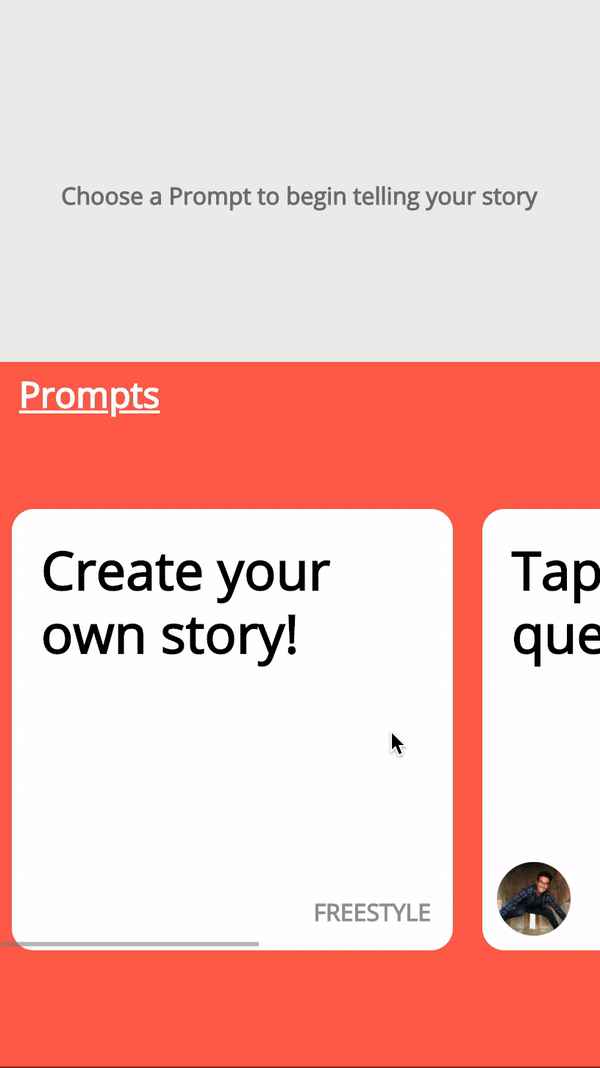 Choose a Prompt to begin telling your story
Prompts
Create your
own story!
FREESTYLE
Tap
que